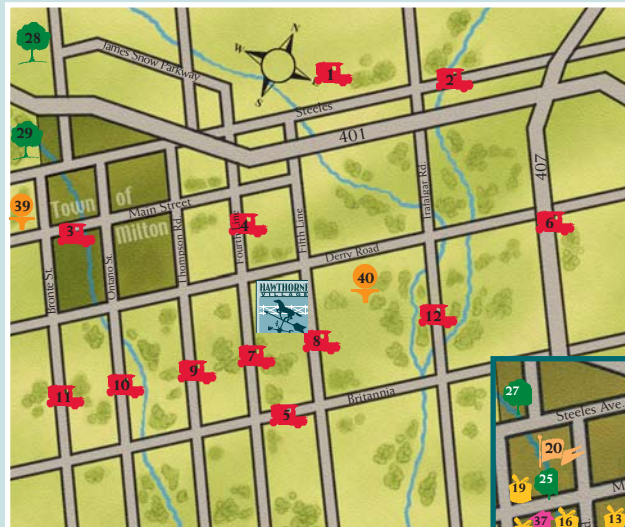 28
N
W
S
James Snow Parkway
1
2
Steeles
401
29
407
Town of
Milton
Main Street
39
3
4
6
Trafalgar Rd.
Thompson Rd.
Fourth Line
Fifth Line
Derry Road
Bronte St.
Ontario St.
HAWTHORNE
VILLAGE
40
12
8
7
9
10
11
5
Britannia
27
Steeles Ave.
20
19
25
M
37
16
13